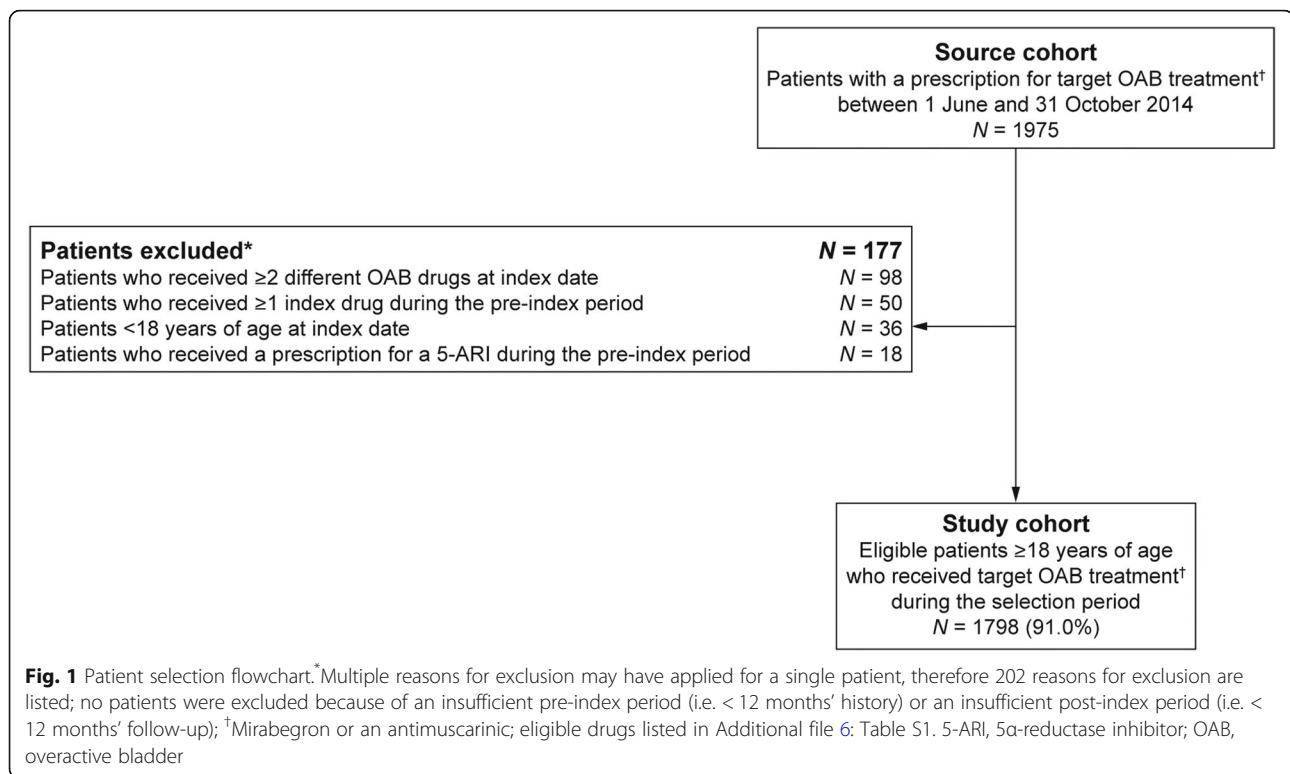 Source cohort
Patients with a prescription for target OAB treatment†
between 1 June and 31 October 2014
N = 1975
Patients excluded* N = 177
Patients who received ≥2 different OAB drugs at index date N = 98
Patients who received ≥1 index drug during the pre-index period N = 50
Patients <18 years of age at index date N = 36
Patients who received a prescription for a 5-ARI during the pre-index period N = 18
Study cohort
Eligible patients ≥18 years of age
who received target OAB treatment†
during the selection period
N = 1798 (91.0%)
Fig. 1 Patient selection flowchart. *Multiple reasons for exclusion may have applied for a single patient, therefore 202 reasons for exclusion are
listed; no patients were excluded because of an insufficient pre-index period (i.e. < 12 months’ history) or an insufficient post-index period (i.e. <
12 months’ follow-up); †Mirabegron or an antimuscarinic; eligible drugs listed in Additional file 6: Table S1. 5-ARI, 5α-reductase inhibitor; OAB,
overactive bladder